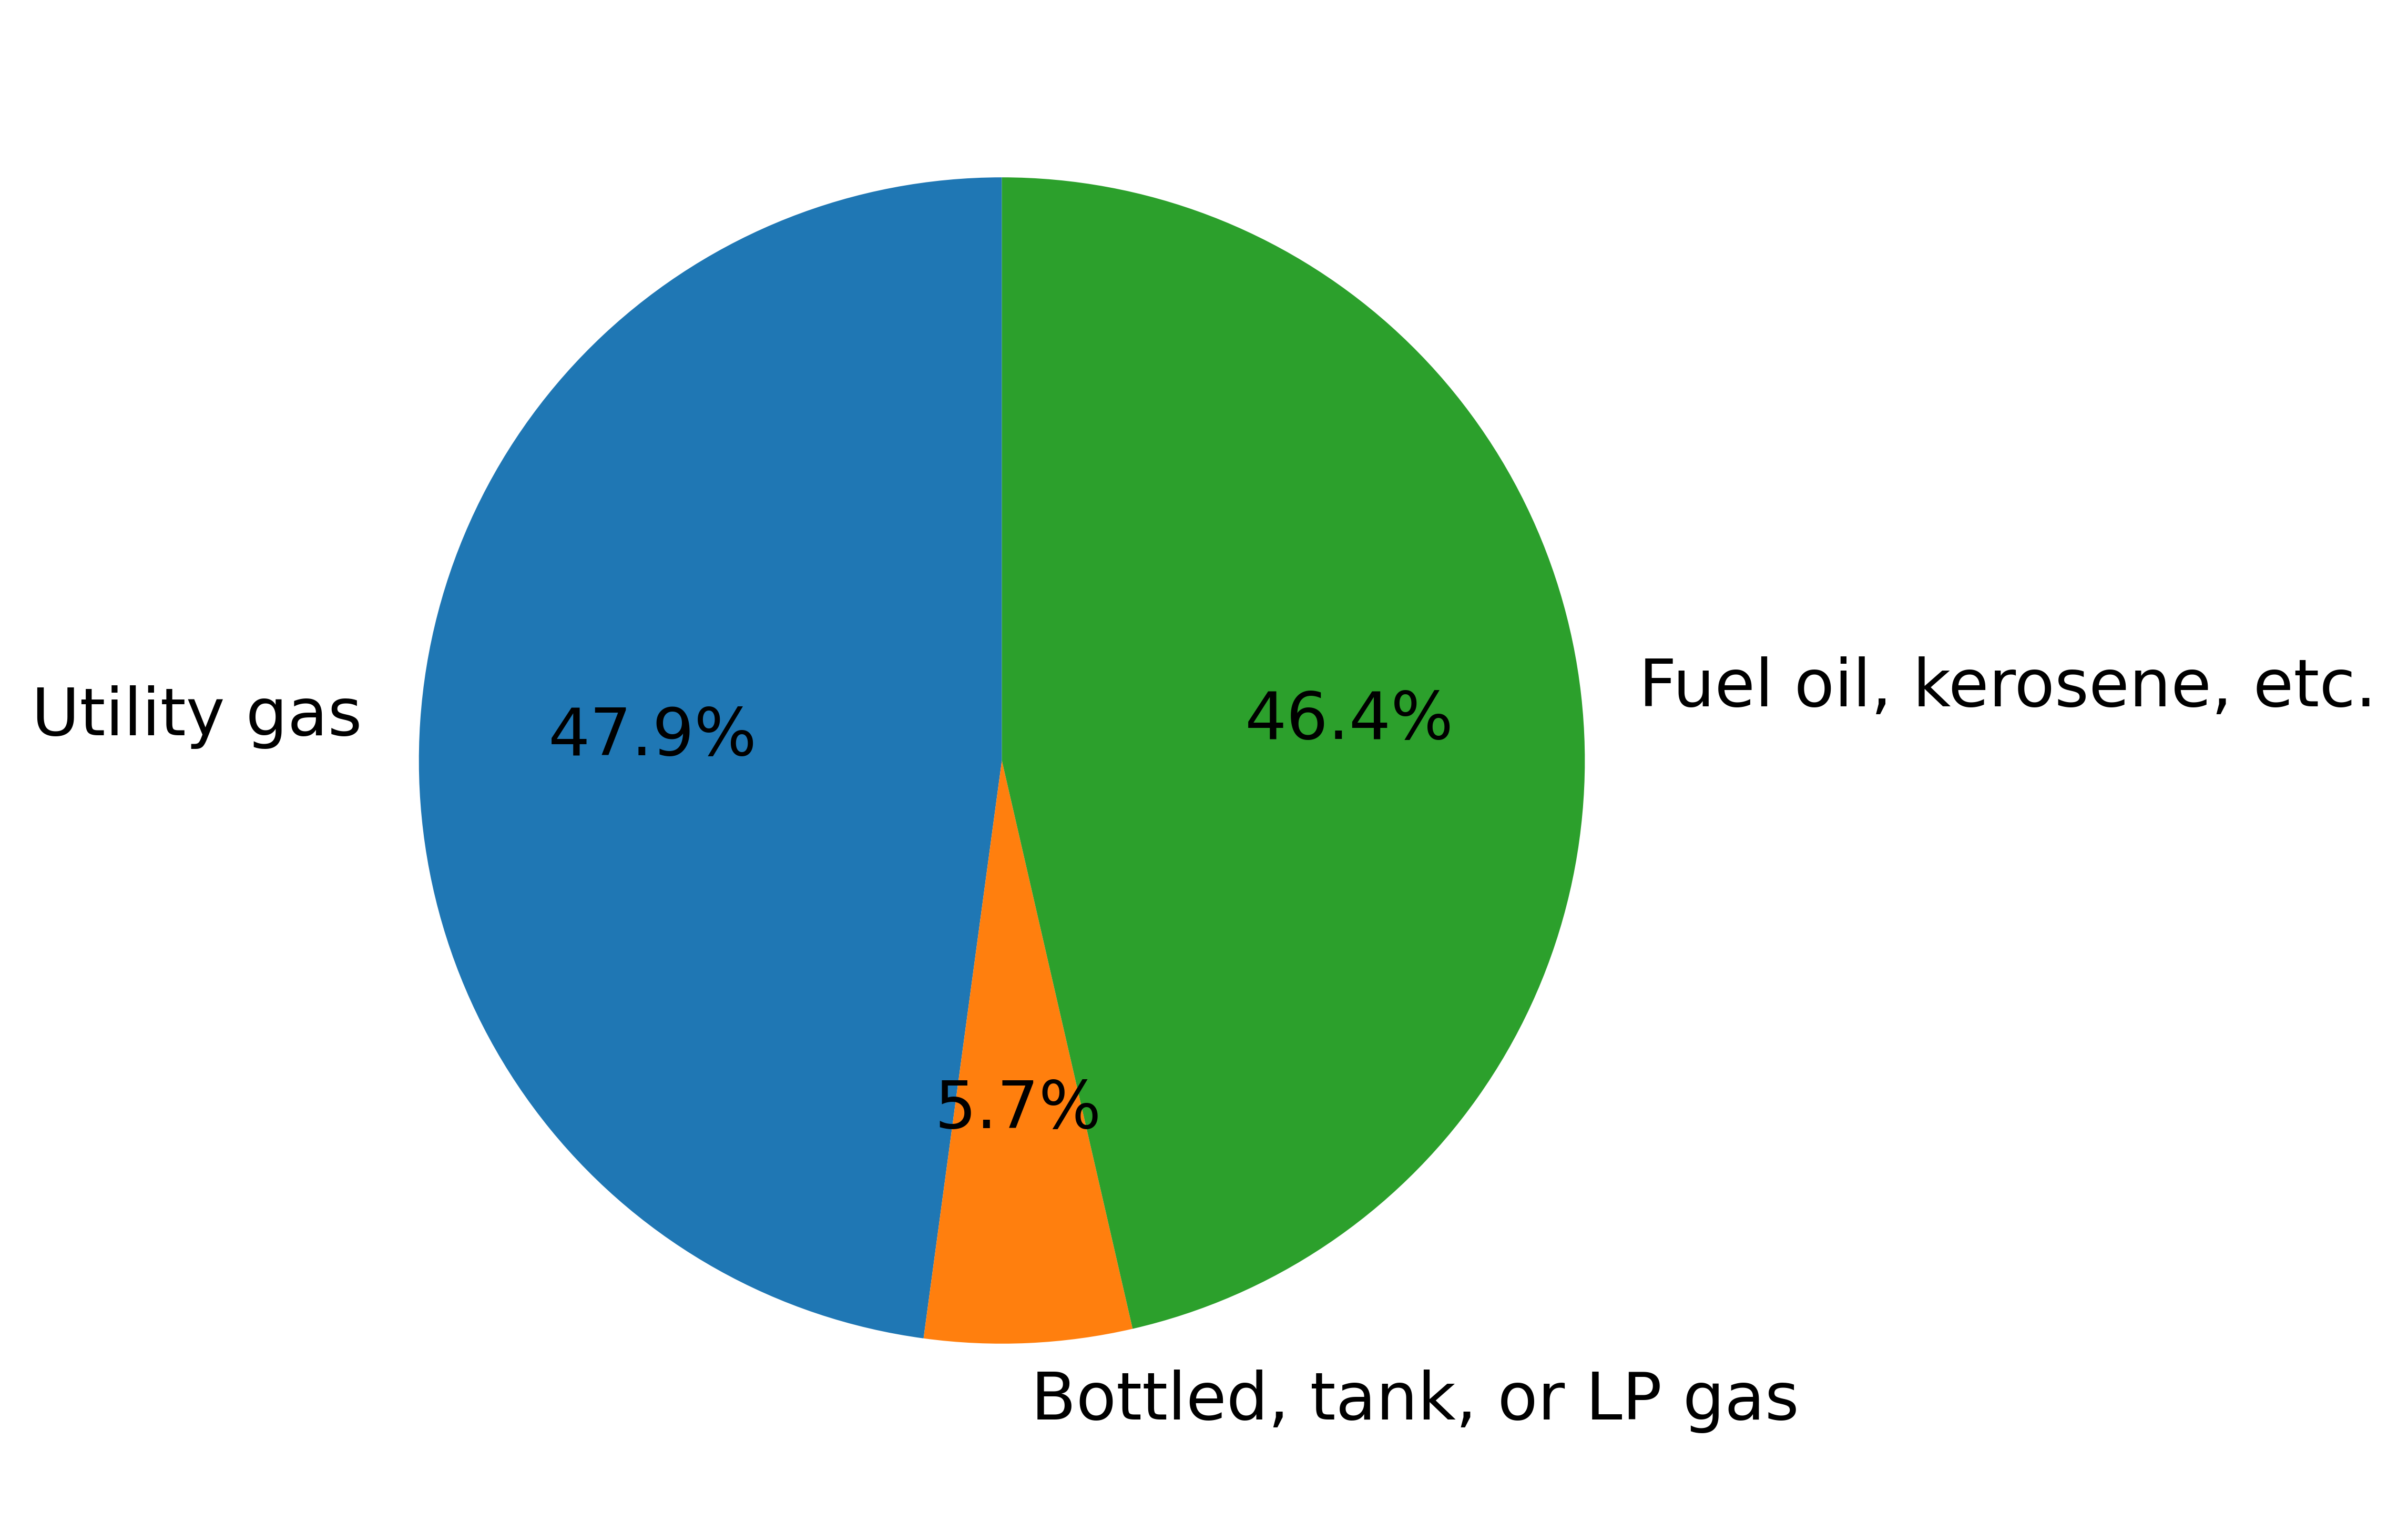 Fuel oil, kerosene, etc.
Utility gas
46.4%
47.9%
5.7%
Bottled, tank, or LP gas